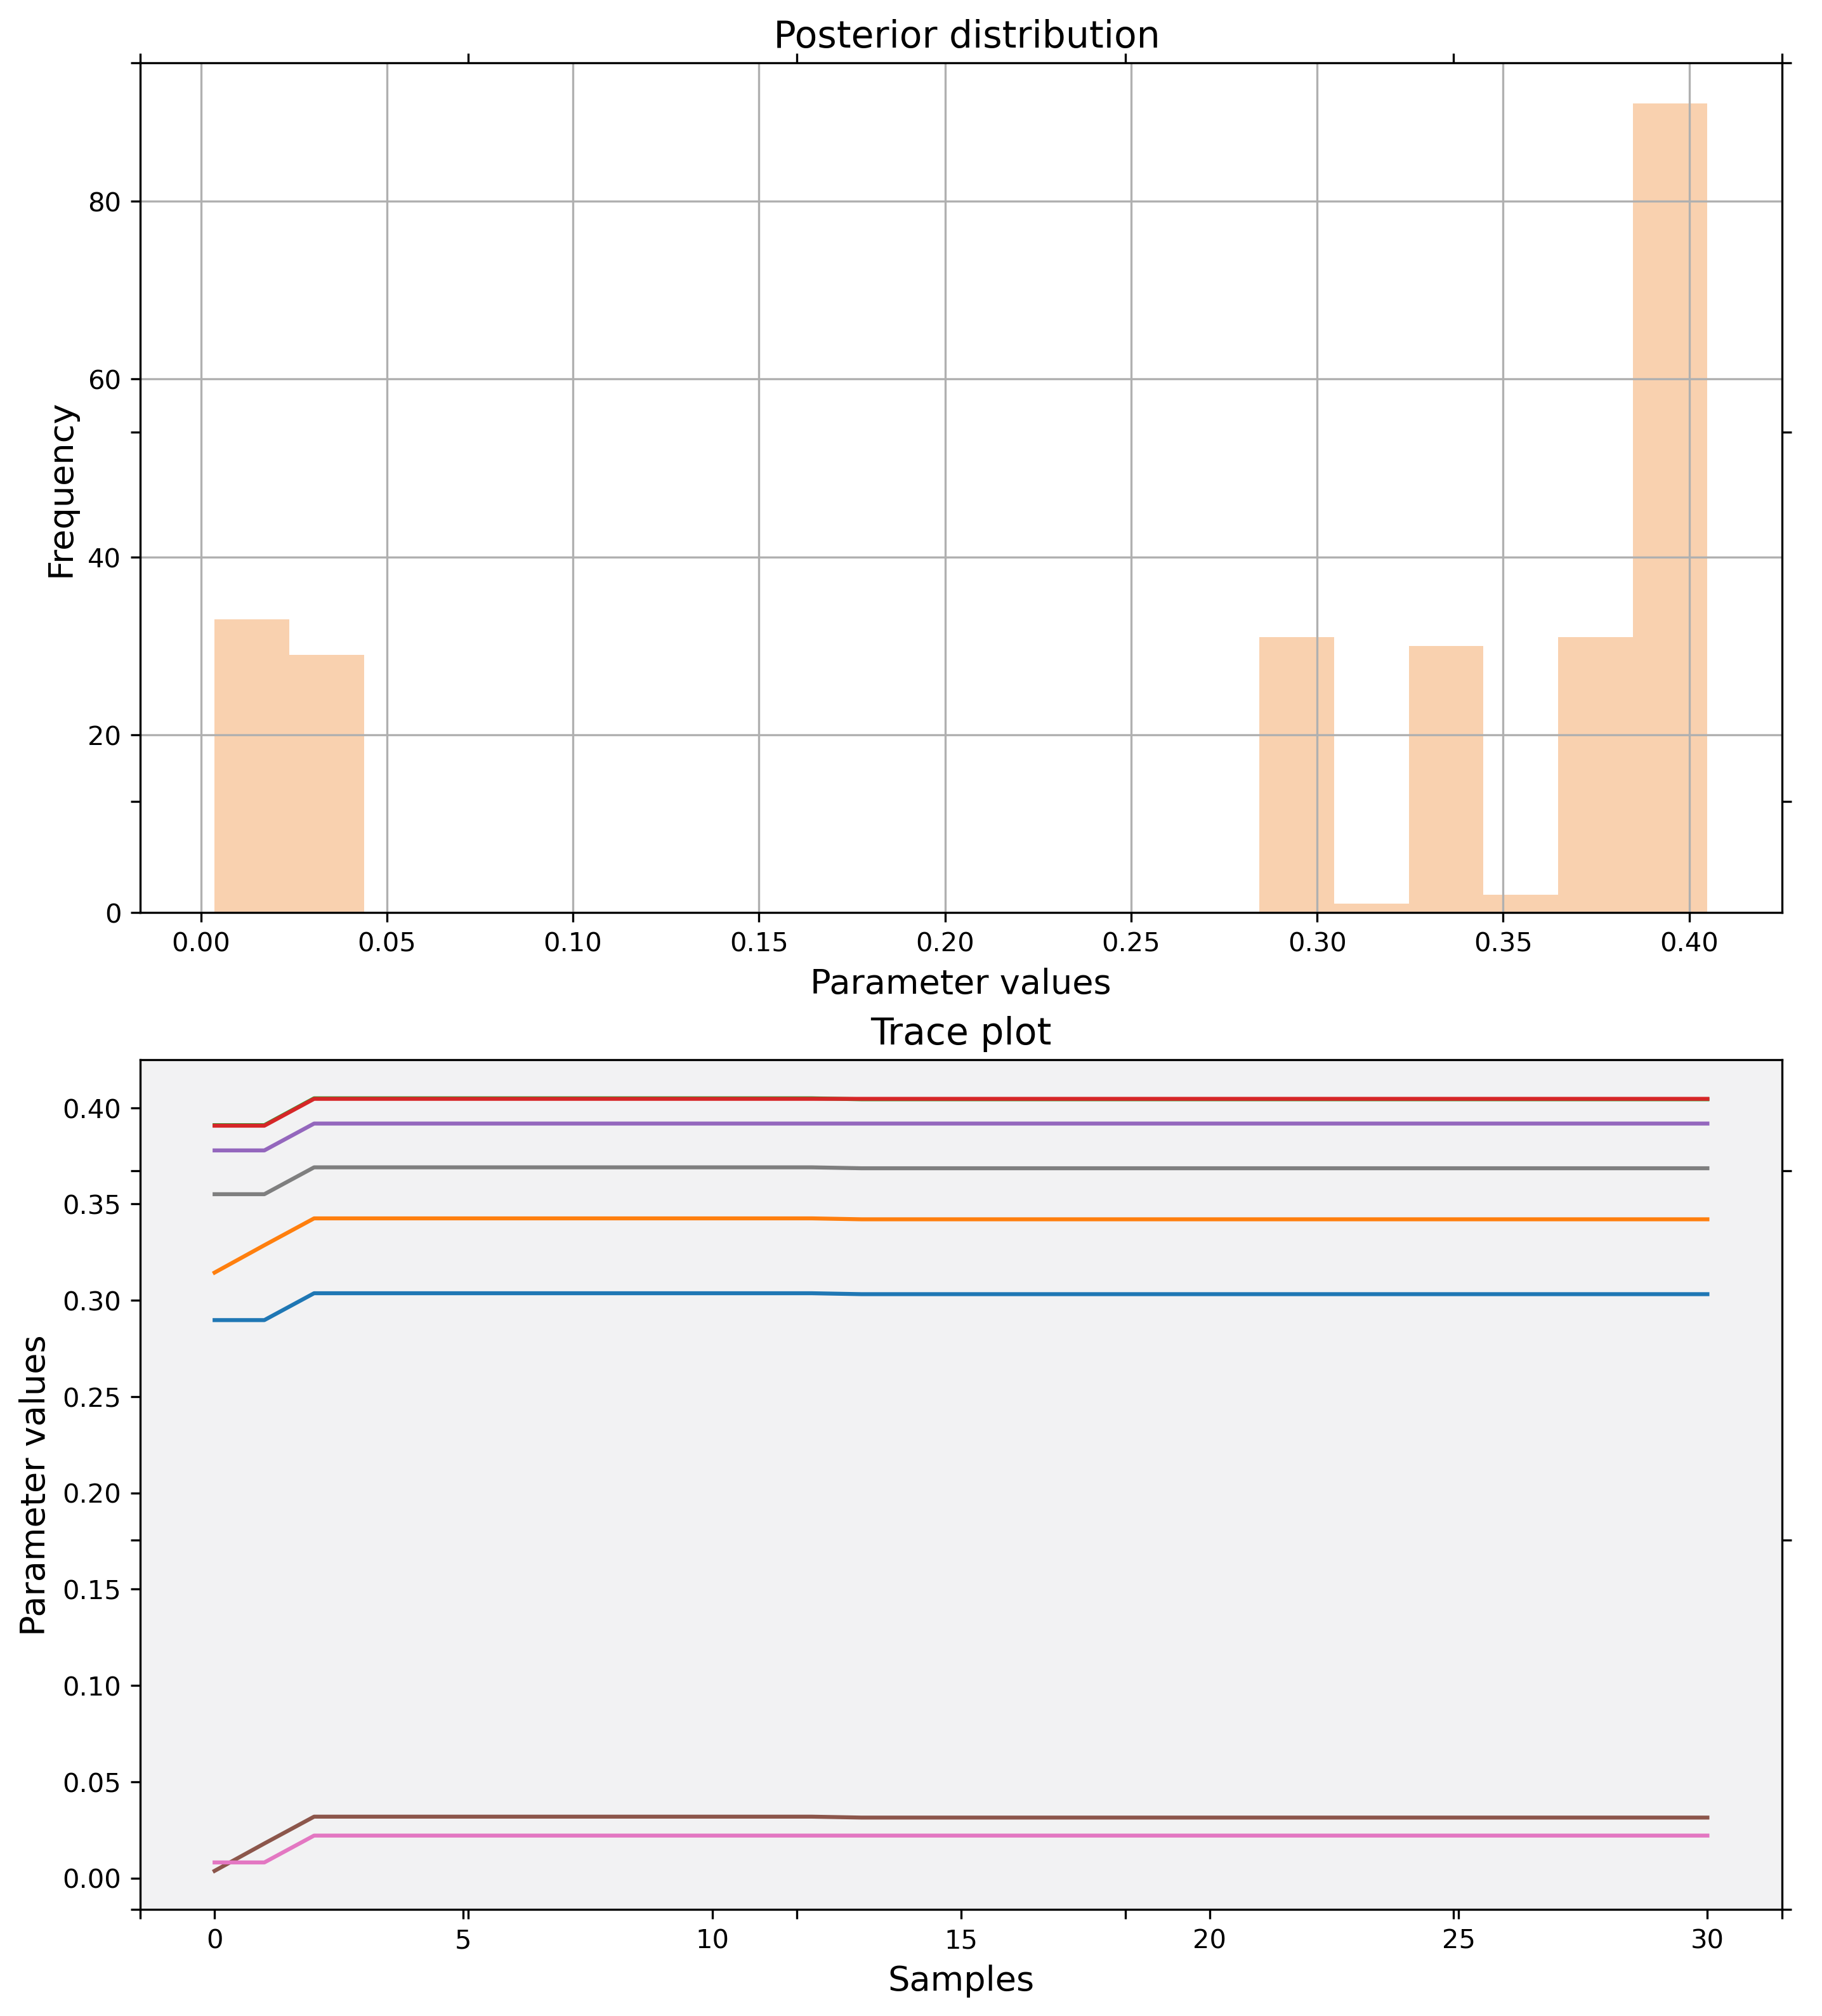 Posterior distribution
80
60
40
20
0
Frequency
0.00 0.05 0.10 0.15 0.20 0.25 0.30 0.35 0.40
Parameter values
Trace plot
0.40
0.35
0.30
0.25
0.20
0.15
0.10
0.05
0.00
Parameter values
0 5 10 15 20 25 30
Samples